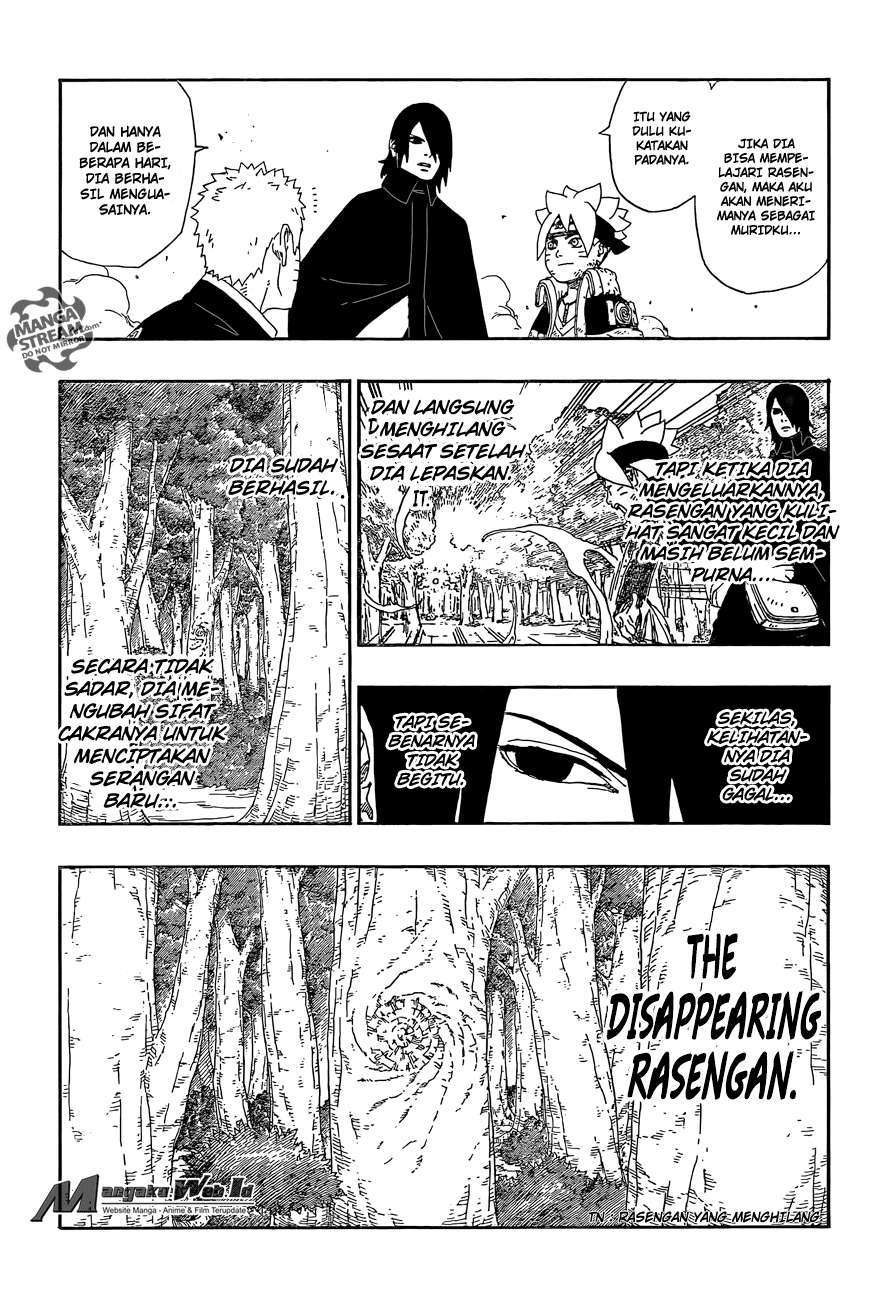 JIKA DIA
BISA MEMPE-
LAJARI RASEN-
GAN, MAKA AKU
AKAN MENERI-
MANYA SEBAGAI
MURIDKU...
ITU YANG
DULU KU-
KATAKAN
PADANYA.
DAN HANYA
DALAM BE-
BERAPA HARI,
DIA BERHA-
SIL MENGUA-
SAINYA.
MANGA
STREAM
.com
DO NOT MIRROR
TAPI KETIKA DIA
MENGELUARKANNYA,
RASENGAN YANG KULI-
HAT SANGAT KECIL DAN
MASIH BELUM SEM-
PURNA....
DAN LANGSUNG
MENGHILANG
SESAAT SETELAH
DIA LEPASKAN
IT
SEKILAS,
KELIHATAN-
NYA DIA
SUDAH
GAGAL...
TAPI SE-
BENARNYA
TIDAK
BEGITU.
DIA SUDAH
BERHASIL.
SECARA TIDAK
SADAR, DIA ME-
NGUBAH SIFAT
CAKRANYA UNTUK
MENCIPTAKAN
SERANGAN
BARU...
THE
DISAPPEARING
RASENGAN.
Mangaku.Web.Id
Website Manga - Anime & Film Terupdate
TN : RASENGAN YANG MENGHILANG